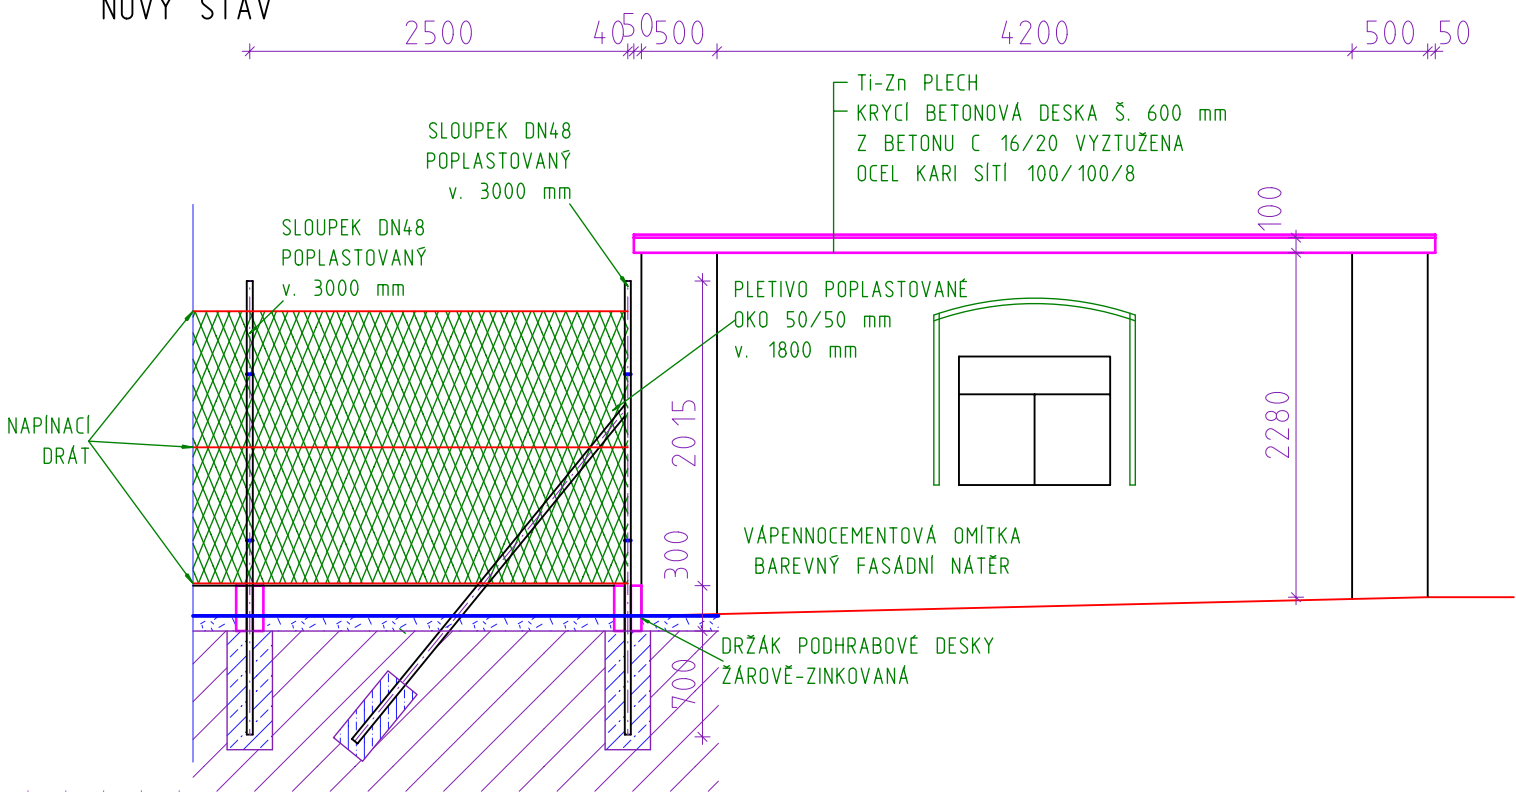 NOVÝ STAV
2500
40
50
500
4200
500
50
Ti-Zn PLECH
KRYCÍ BETONOVÁ DESKA Š. 600 mm
Z BETONU C 16/20 VYZTUŽENA
OCEL KARI SÍTÍ 100/100/8
SLOUPEK DN48
POPLASTOVANÝ
v. 3000 mm
100
SLOUPEK DN48
POPLASTOVANÝ
v. 3000 mm
PLETIVO POPLASTOVANÉ
OKO 50/50 mm
v. 1800 mm
NAPÍNACÍ
DRÁT
2015
2280
300
VÁPENNOCEMENTOVÁ OMÍTKA
BAREVNÝ FASÁDNÍ NÁTĚR
DRŽÁK PODHRABOVÉ DESKY
ŽÁROVĚ-ZINKOVANÁ
700